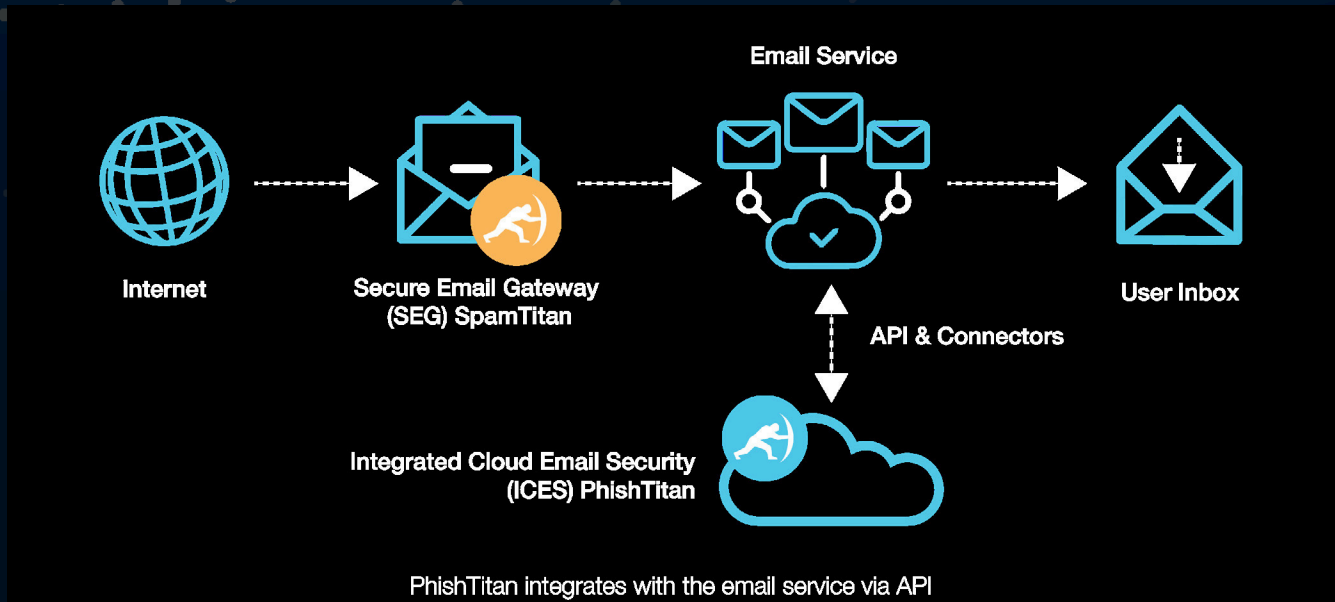 Email Service
Internet
Secure Email Gateway
(SEG) SpamTitan
User Inbox
API & Connectors
Integrated Cloud Email Security
(ICES) PhishTitan
PhishTitan integrates with the email service via API